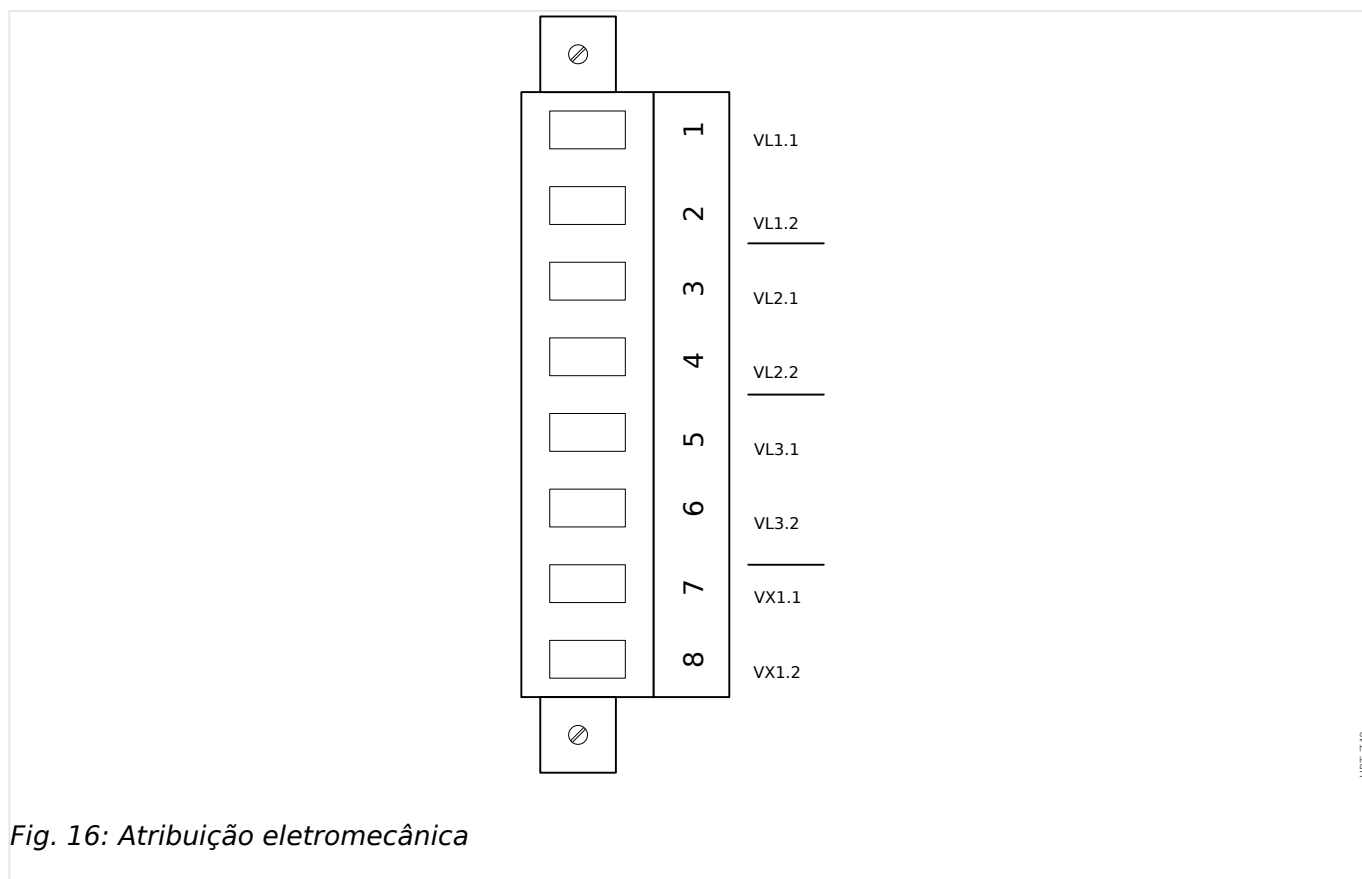 1 VL1.1
2 VL1.2
3 VL2.1
4 VL2.2
5 VL3.1
6 VL3.2
7 VX1.1
8 VX1.2
Fig. 16: Atribuição eletromecânica